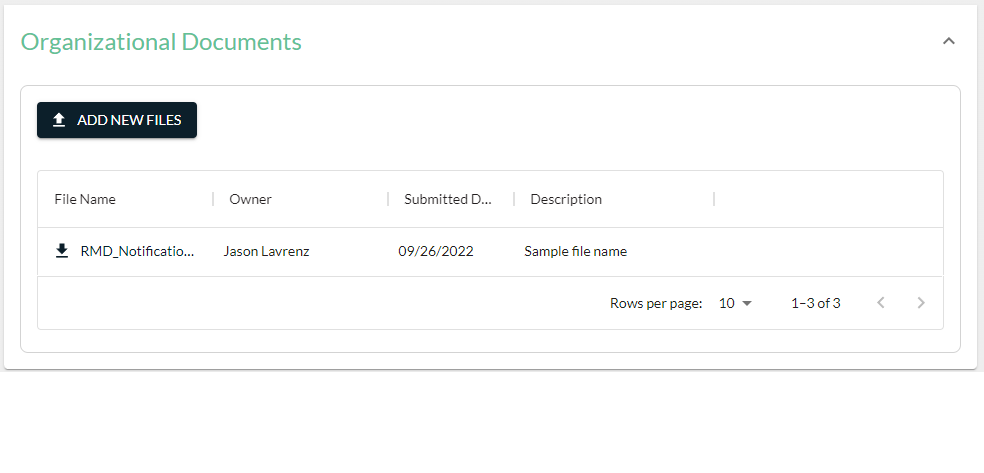 Organizational Documents
ADD NEW FILES
File Name Owner Submitted D... Description
RMD_Notificatio... Jason Lavrenz 09/26/2022 Sample file name
Rows per page: 10 1–3 of 3